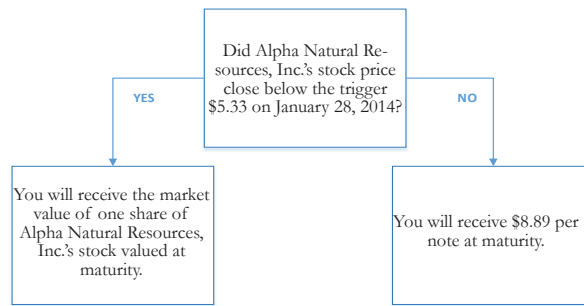 Did Alpha Natural Re-
sources, Inc.'s stock price
close below the trigger
$5.33 on January 28, 2014?
YES
NO
You will receive the market
value of one share of
Alpha Natural Resources,
Inc.'s stock valued at
maturity.
You will receive $8.89 per
note at maturity.